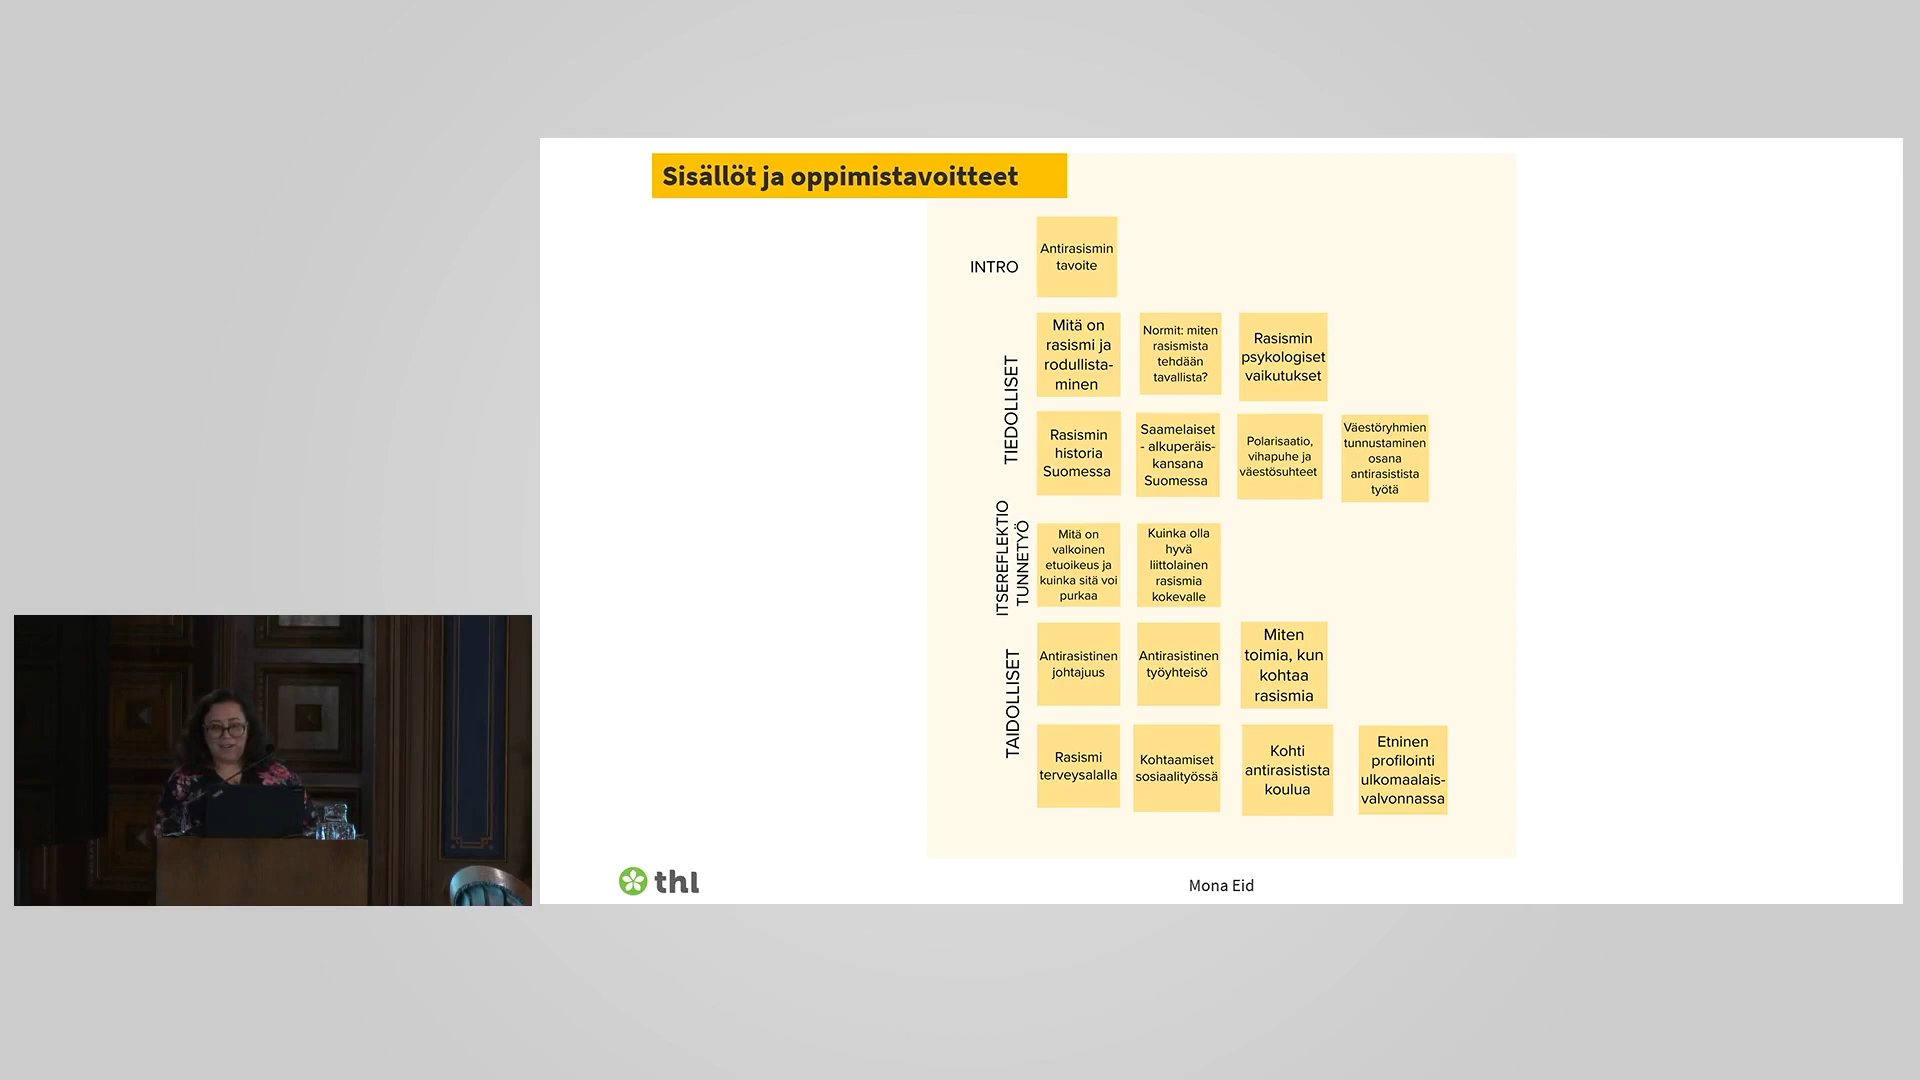 Sisällöt ja oppimistavoitteet
INTRO
Antirasismin
tavoite
TIEDOLLISET
Mitä on
rasismi ja
rodullista-
minen
Normit: miten
rasismista
tehdään
tavallista?
Rasismin
psykologiset
vaikutukset
Rasismin
historia
Suomessa
Saamelaiset
- alkuperäis-
kansana
Suomessa
Polarisaatio,
vihapuhe ja
väestösuhteet
Väestöryhmien
tunnustaminen
osana
antirasistista
työtä
ITSEREFLEKTIO
TUNNETYÖ
Mitä on
valkoinen
etuoikeus ja
kuinka sitä voi
purkaa
Kuinka olla
hyvä
liittolainen
rasismia
kokevalle
TAIDOLLISET
Antirasistinen
johtajuus
Antirasistinen
työyhteisö
Miten
toimia, kun
kohtaa
rasismia
Rasismi
terveysalalla
Kohtaamiset
sosiaalityössä
Kohti
antirasistista
koulua
Etninen
profilointi
ulkomaalais-
valvonnassa
thl
Mona Eid